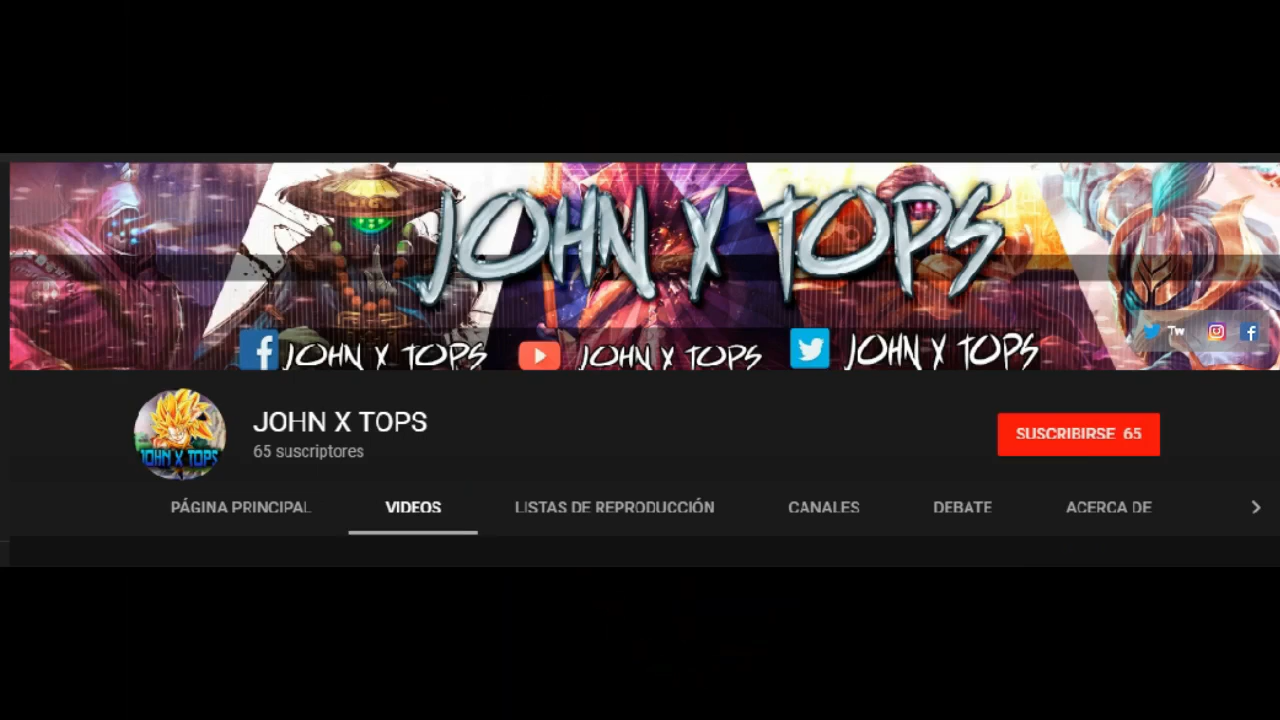 JOHN X TOPS
Tw
JOHN X TOPS JOHN X TOPS JOHN X TOPS
JOHN X TOPS
JOHN X TOPS
65 suscriptores
SUSCRIBIRSE 65
PÁGINA PRINCIPAL VIDEOS LISTAS DE REPRODUCCIÓN CANALES DEBATE ACERCA DE